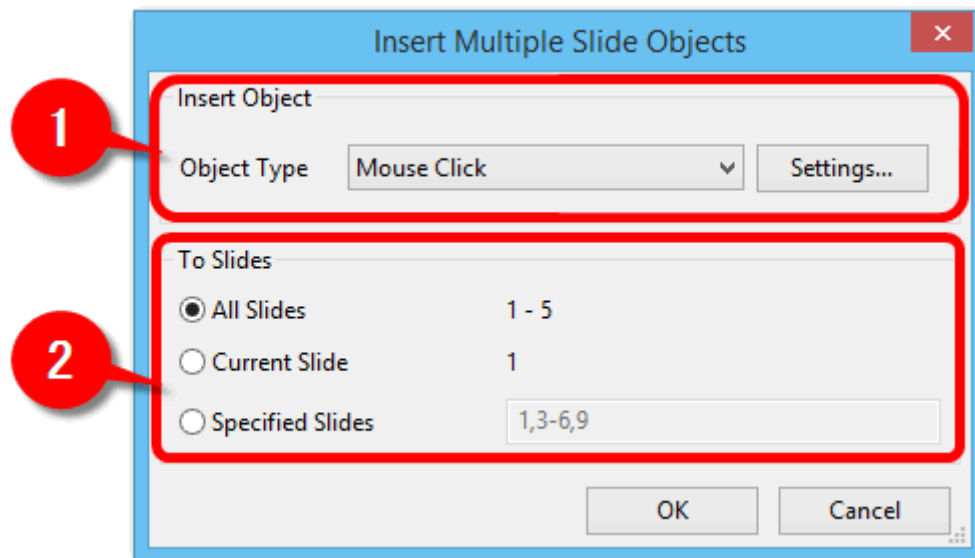 Insert Multiple Slide Objects
1
Insert Object
Object Type Mouse Click Settings...
2
To Slides
All Slides 1 - 5
Current Slide 1
Specified Slides 1,3-6,9
OK Cancel